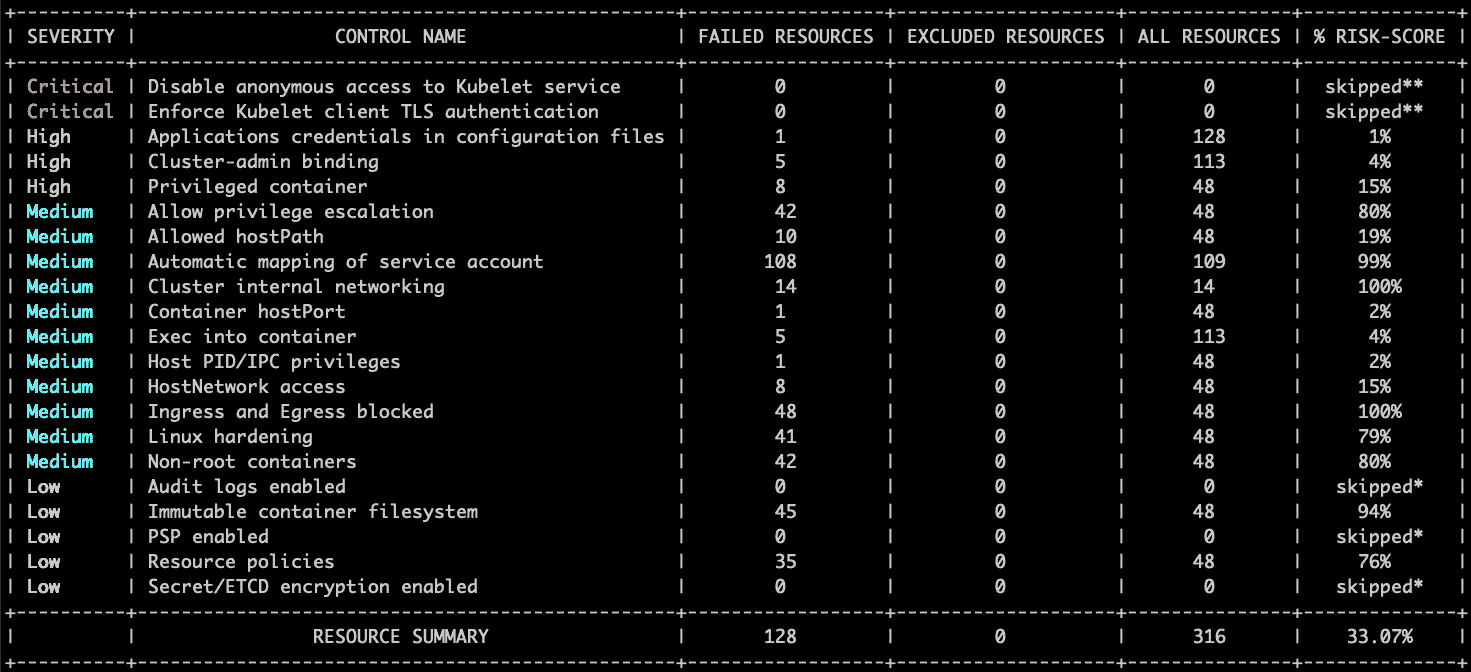 | SEVERITY | CONTROL NAME | FAILED RESOURCES | EXCLUDED RESOURCES | ALL RESOURCES | % RISK-SCORE |
| Critical | Disable anonymous access to Kubelet service | 0 | 0 | 0 | skipped** |
| Critical | Enforce Kubelet client TLS authentication | 0 | 0 | 0 | skipped** |
| High | Applications credentials in configuration files | 1 | 0 | 128 | 1% |
| High | Cluster-admin binding | 5 | 0 | 113 | 4% |
| High | Privileged container | 8 | 0 | 48 | 15% |
| Medium | Allow privilege escalation | 42 | 0 | 48 | 80% |
| Medium | Allowed hostPath | 10 | 0 | 48 | 19% |
| Medium | Automatic mapping of service account | 108 | 0 | 109 | 99% |
| Medium | Cluster internal networking | 14 | 0 | 14 | 100% |
| Medium | Container hostPort | 1 | 0 | 48 | 2% |
| Medium | Exec into container | 5 | 0 | 113 | 4% |
| Medium | Host PID/IPC privileges | 1 | 0 | 48 | 2% |
| Medium | HostNetwork access | 8 | 0 | 48 | 15% |
| Medium | Ingress and Egress blocked | 48 | 0 | 48 | 100% |
| Medium | Linux hardening | 41 | 0 | 48 | 79% |
| Medium | Non-root containers | 42 | 0 | 48 | 80% |
| Low | Audit logs enabled | 0 | 0 | 0 | skipped* |
| Low | Immutable container filesystem | 45 | 0 | 48 | 94% |
| Low | PSP enabled | 0 | 0 | 0 | skipped* |
| Low | Resource policies | 35 | 0 | 48 | 76% |
| Low | Secret/ETCD encryption enabled | 0 | 0 | 0 | skipped* |
| | RESOURCE SUMMARY | 128 | 0 | 316 | 33.07% |